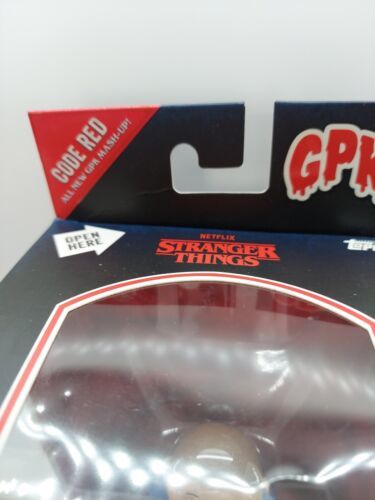 CODE RED
ALL NEW GPK MASH-UP!
GPK
OPEN
HERE
NETFLIX
STRANGER
THINGS